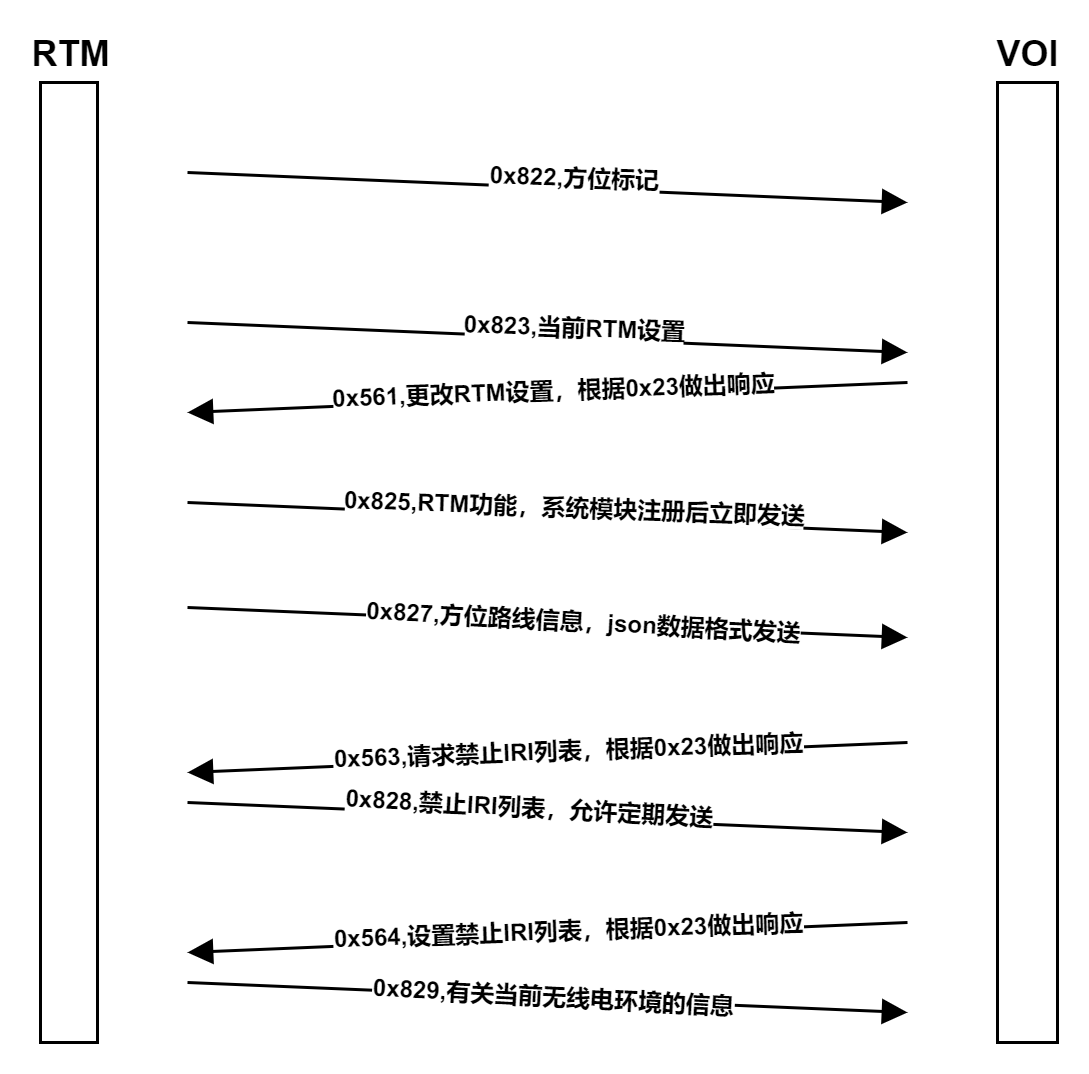 RTM
VOI
0x822,方位标记
0x823,当前RTM设置
0x561,更改RTM设置，根据0x23做出响应
0x825,RTM功能，系统模块注册后立即发送
0x827,方位路线信息，json数据格式发送
0x563,请求禁止IRI列表，根据0x23做出响应
0x828,禁止IRI列表，允许定期发送
0x564,设置禁止IRI列表，根据0x23做出响应
0x829,有关当前无线电环境的信息